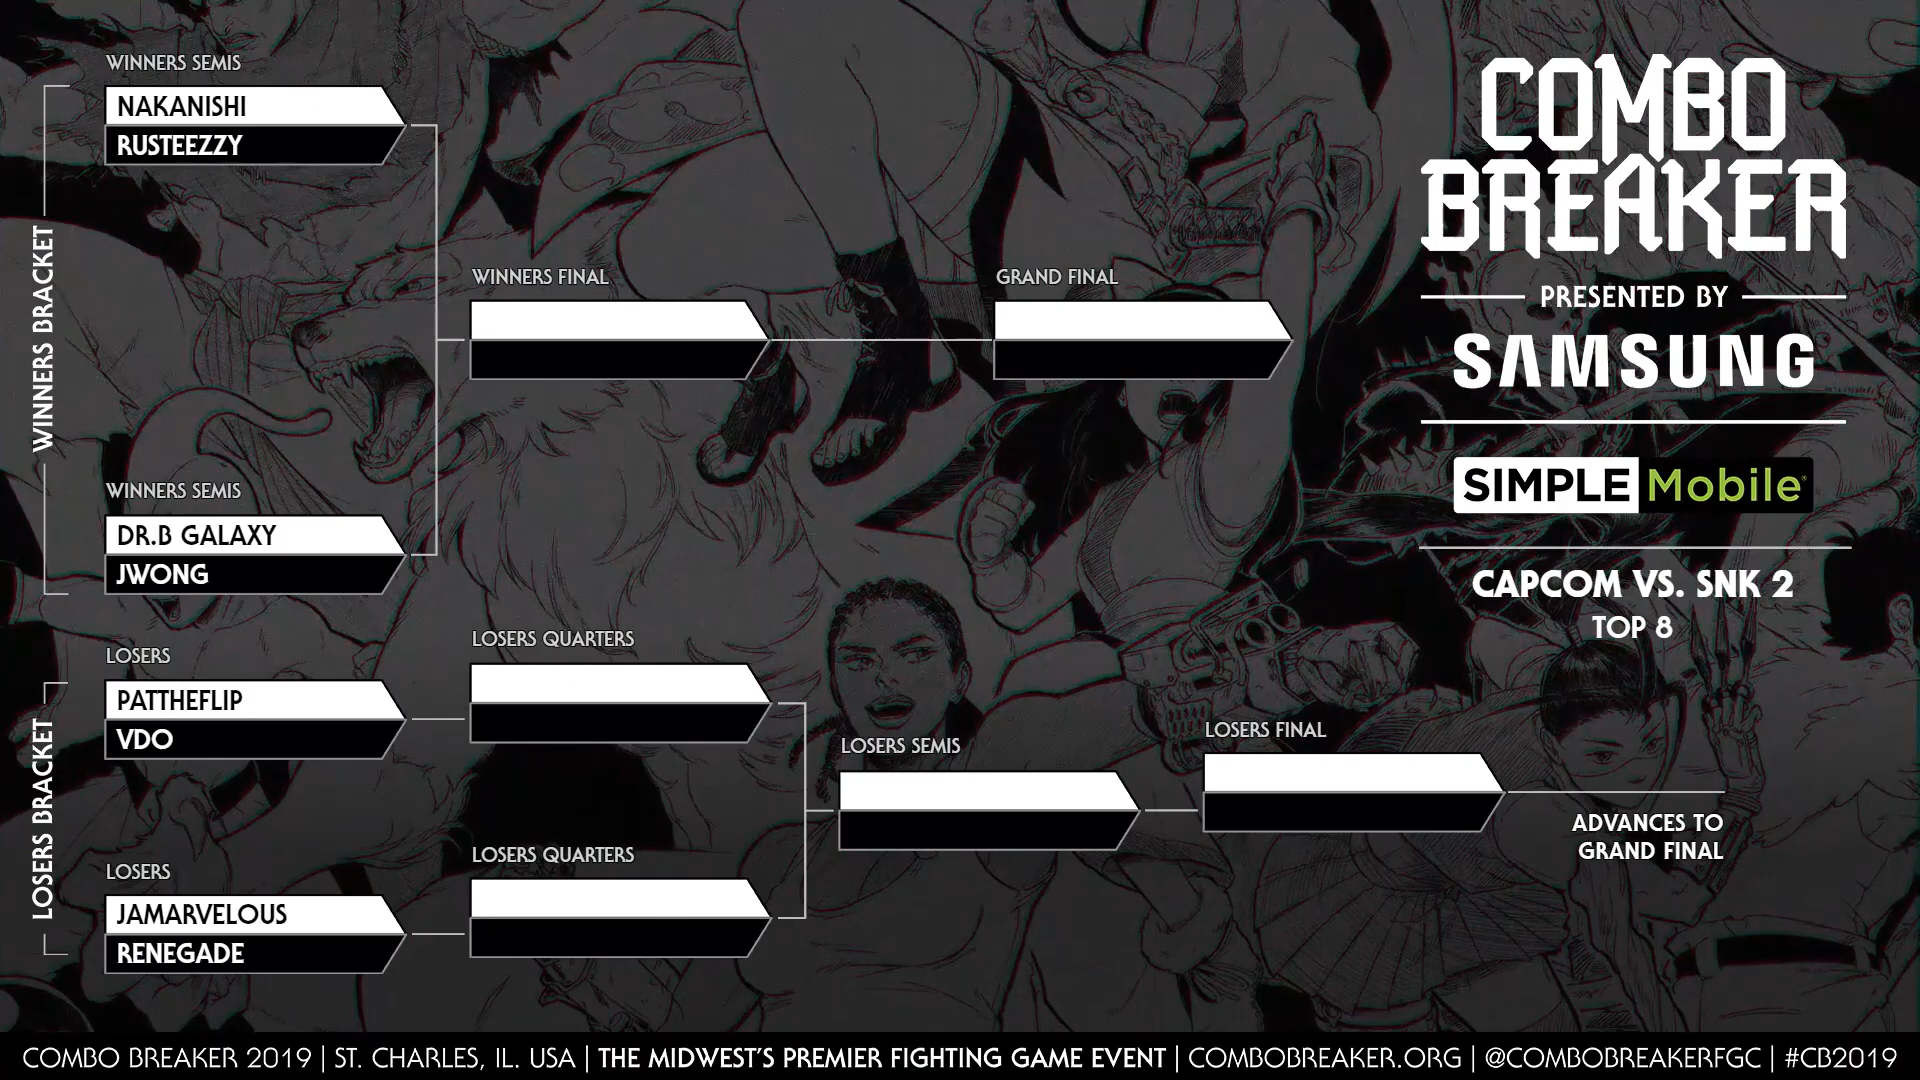 WINNERS BRACKET
WINNERS SEMIS
NAKANISHI
RUSTEEZZY
WINNERS SEMIS
DR.B GALAXY
JWONG
WINNERS FINAL
GRAND FINAL
LOSERS BRACKET
LOSERS
PATTHEFLIP
VDO
LOSERS
JAMARVELOUS
RENEGADE
LOSERS QUARTERS
LOSERS QUARTERS
LOSERS SEMIS
LOSERS FINAL
ADVANCES TO
GRAND FINAL
COMBO
BREAKER
PRESENTED BY
SAMSUNG
SIMPLE Mobile
CAPCOM VS. SNK 2
TOP 8
COMBO BREAKER 2019 | ST. CHARLES, IL. USA | THE MIDWEST'S PREMIER FIGHTING GAME EVENT | COMBOBREAKER.ORG | @COMBOBREAKERFGC | #CB2019